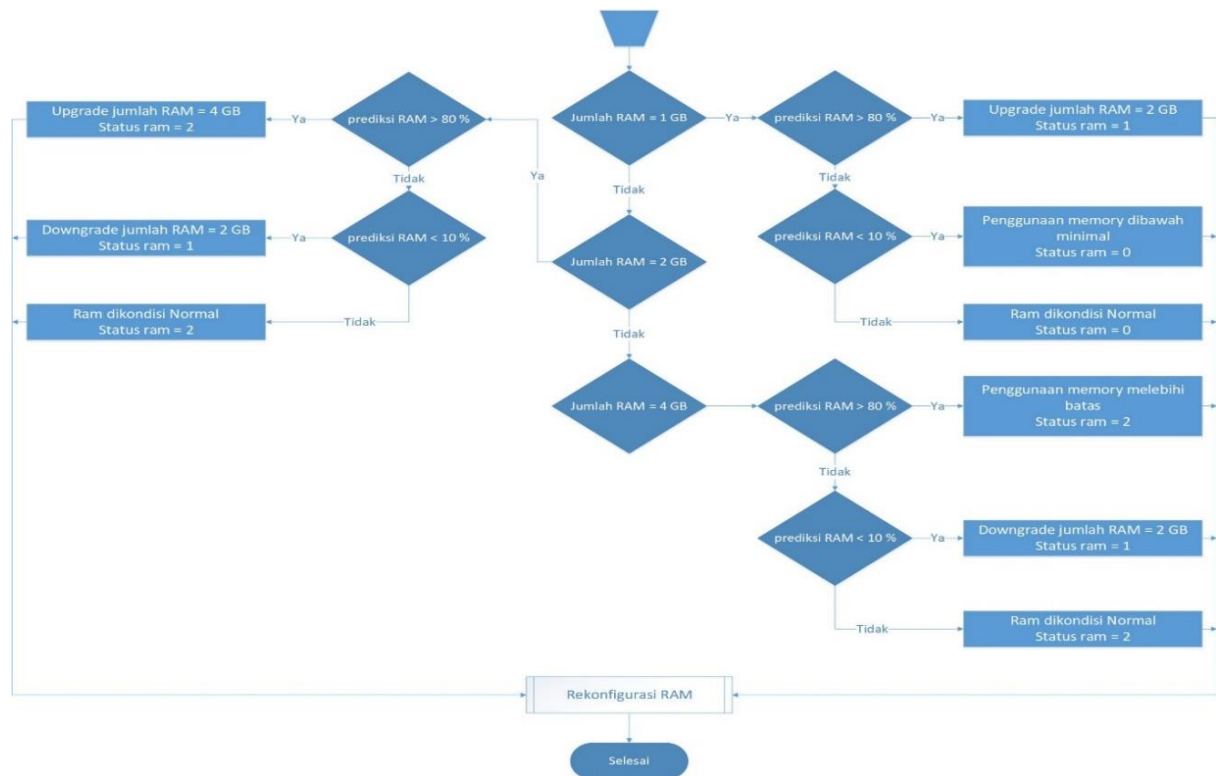 Jumlah RAM = 1 GB
Ya
prediksi RAM > 80 %
Ya
Upgrade jumlah RAM = 2 GB
Status ram = 1
Tidak
prediksi RAM < 10 %
Ya
Penggunaan memory dibawah
minimal
Status ram = 0
Tidak
Ram dikondisi Normal
Status ram = 0
Tidak
Jumlah RAM = 2 GB
Ya
prediksi RAM > 80 %
Ya
Upgrade jumlah RAM = 4 GB
Status ram = 2
Tidak
prediksi RAM < 10 %
Ya
Downgrade jumlah RAM = 2 GB
Status ram = 1
Tidak
Ram dikondisi Normal
Status ram = 2
Tidak
Jumlah RAM = 4 GB
prediksi RAM > 80 %
Ya
Penggunaan memory melebihi
batas
Status ram = 2
Tidak
prediksi RAM < 10 %
Ya
Downgrade jumlah RAM = 2 GB
Status ram = 1
Tidak
Ram dikondisi Normal
Status ram = 2
Rekonfigurasi RAM
Selesai